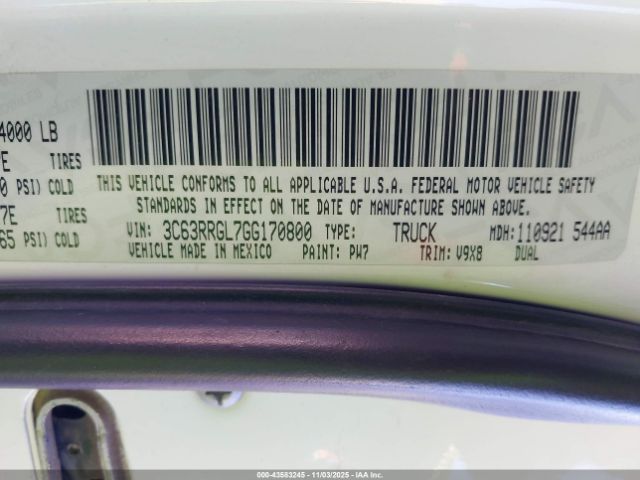 4000 LB
TIRES
0 PSI) COLD
7E TIRES
65 PSI) COLD
THIS VEHICLE CONFORMS TO ALL APPLICABLE U.S.A. FEDERAL MOTOR VEHICLE SAFETY
STANDARDS IN EFFECT ON THE DATE OF MANUFACTURE SHOWN ABOVE.
VIN: 3C63RRGL7GG170800 TYPE: TRUCK MDH: 110921 544AA
VEHICLE MADE IN MEXICO PAINT: PW7 TRIM: V9X8 DUAL
000-43583245 - 11/03/2025 - IAA Inc.